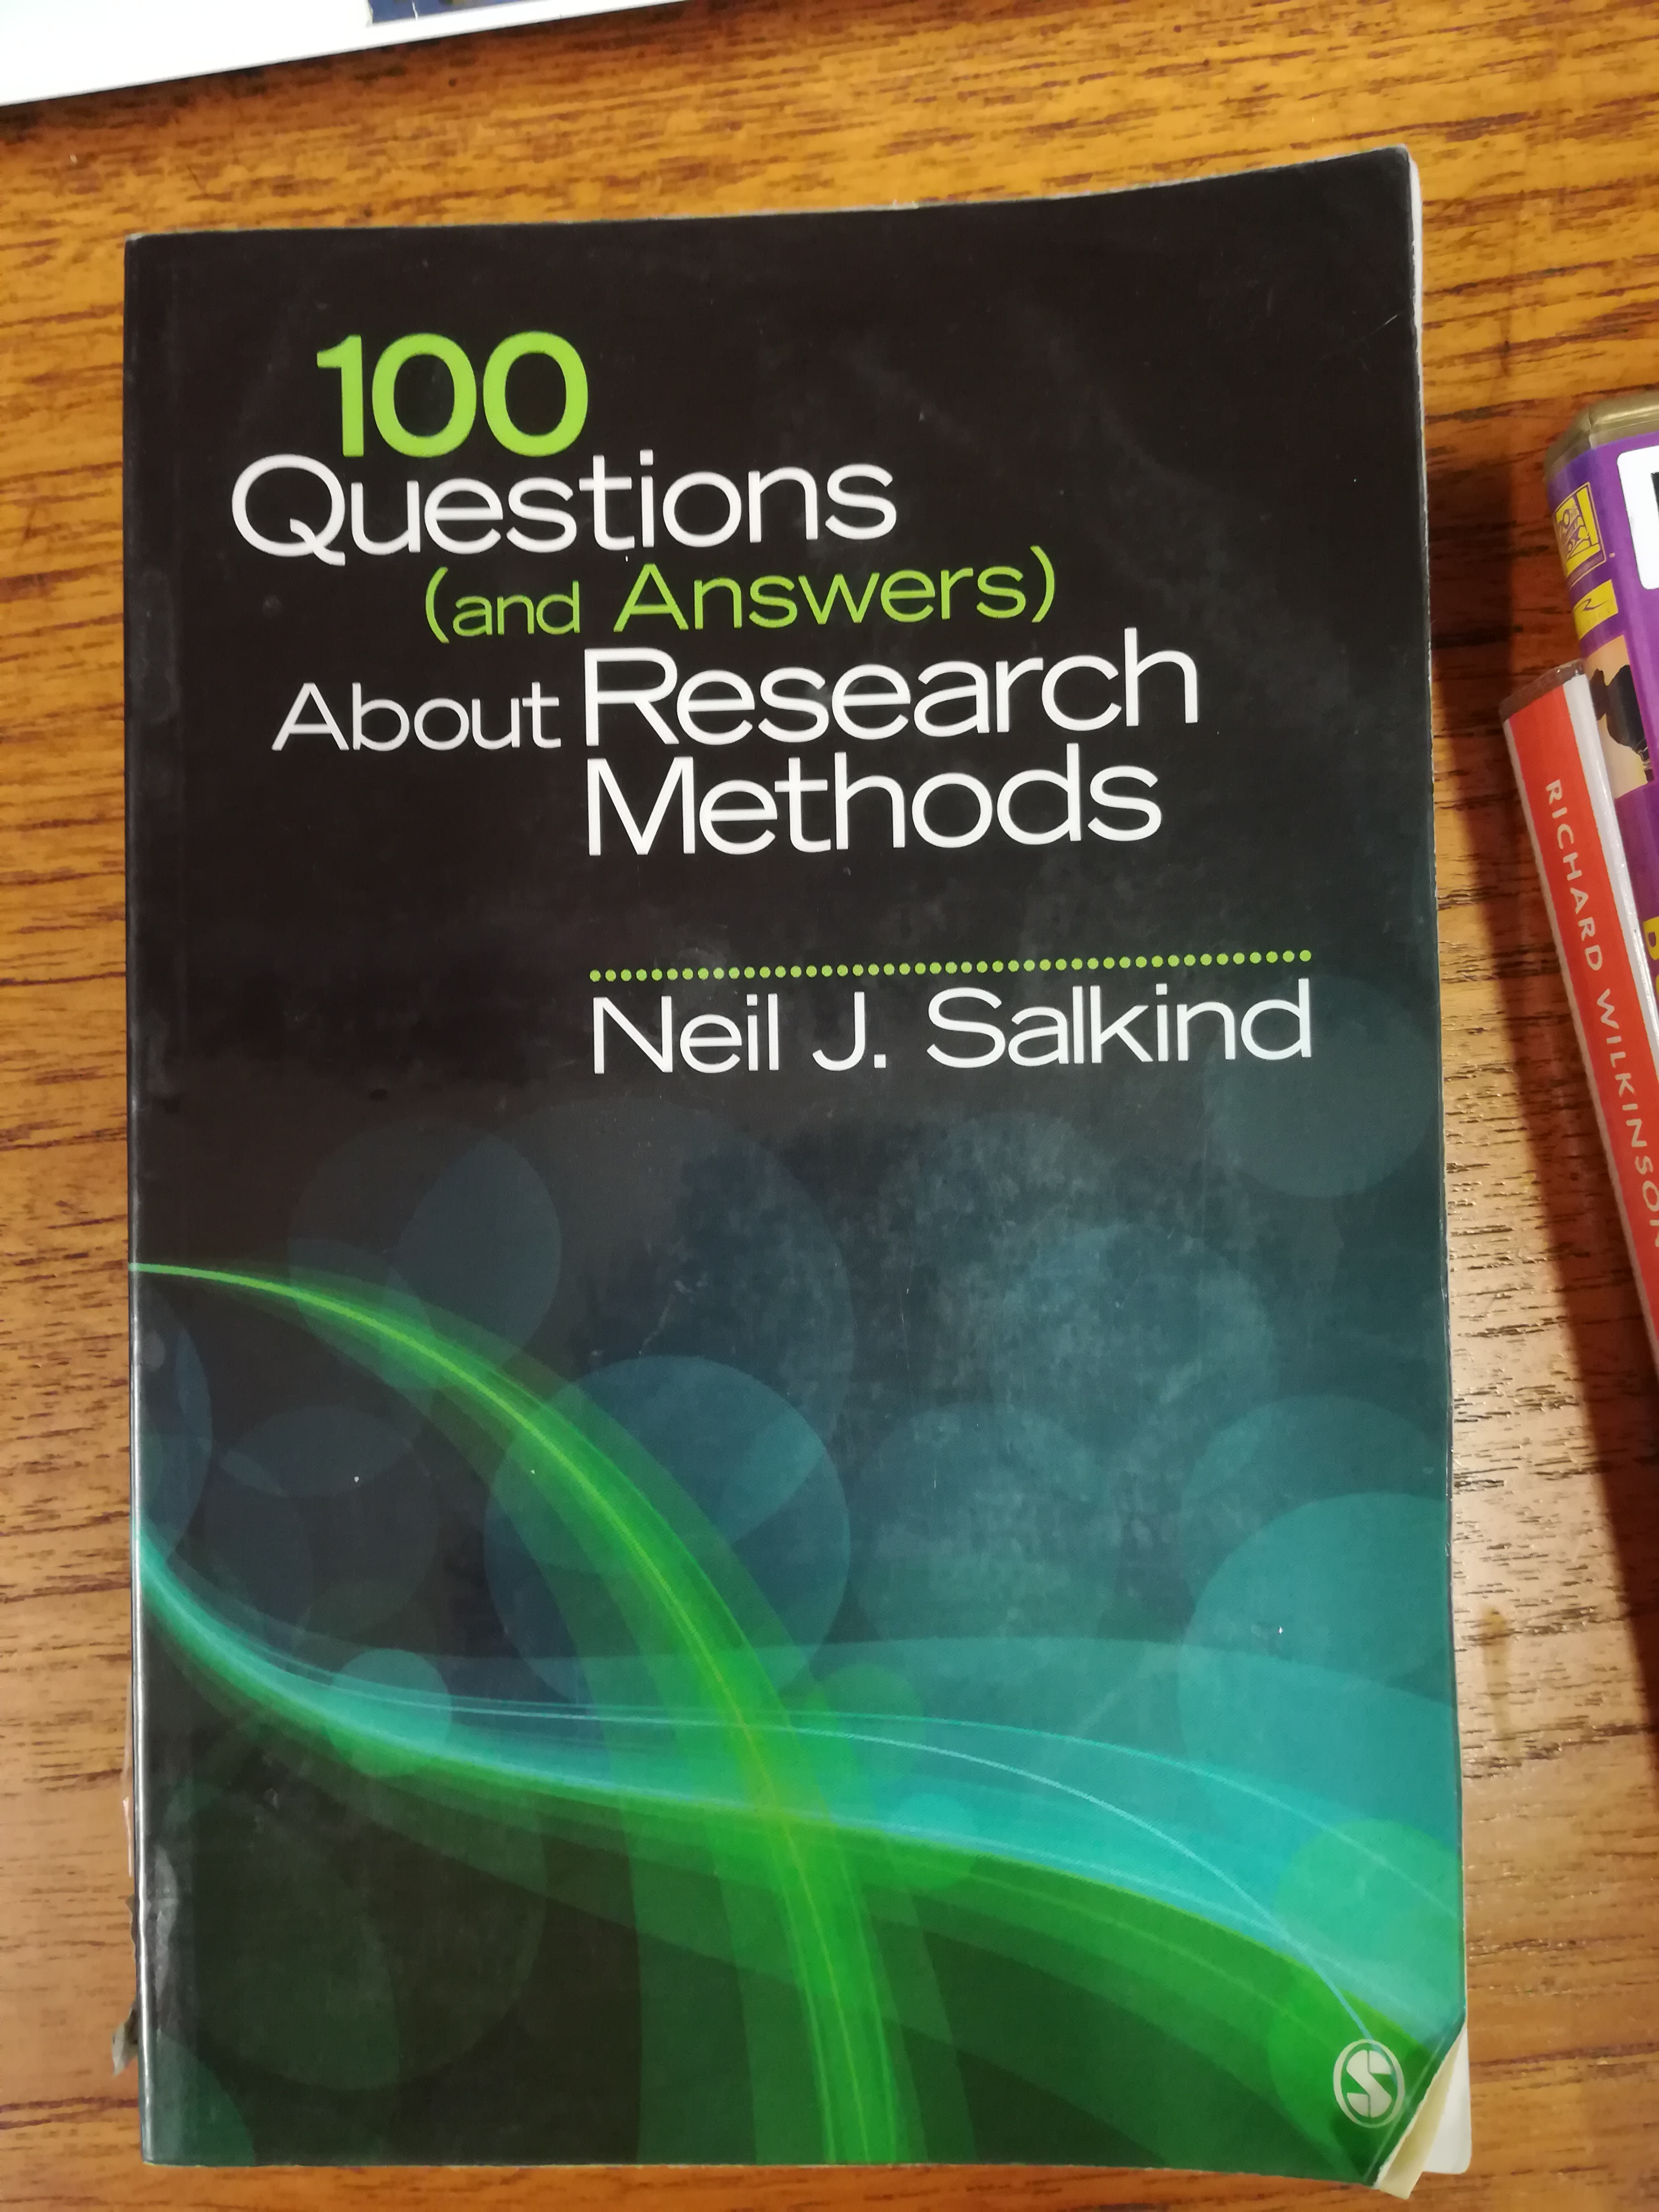 100
Questions
(and Answers)
About Research
Methods
Neil J. Salkind
S
RICHARD WILKINSON